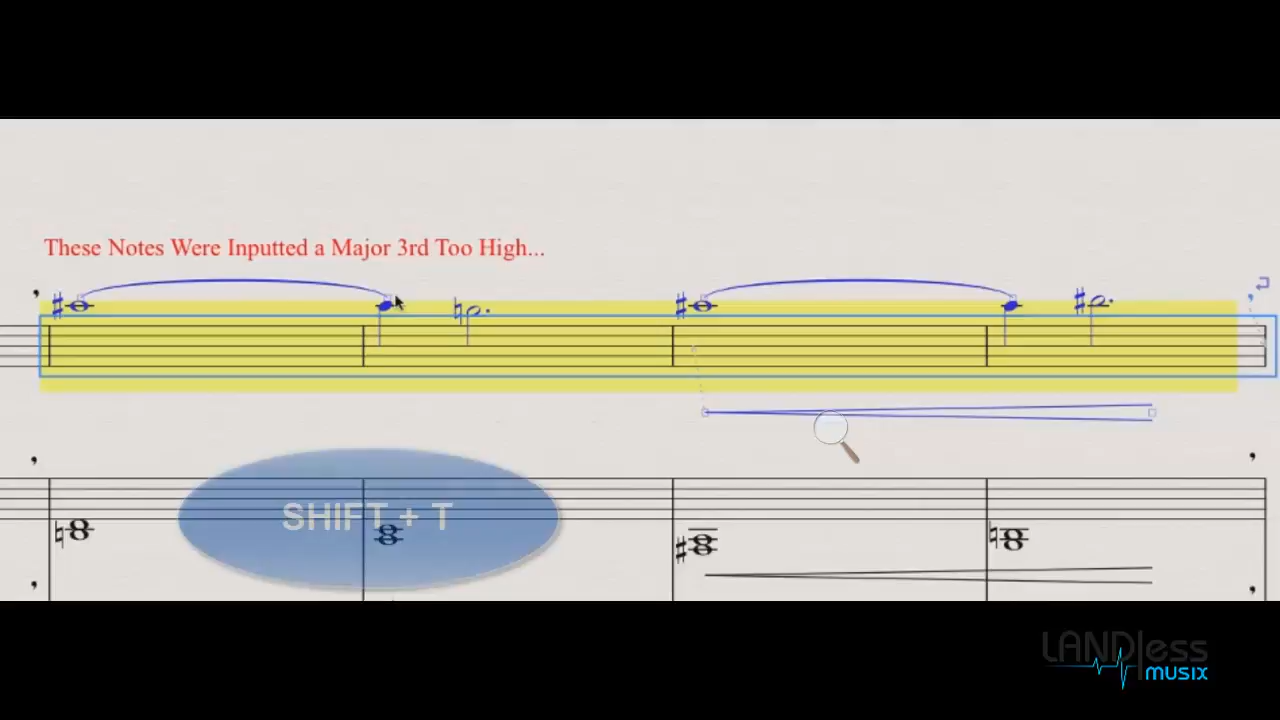 These Notes Were Inputted a Major 3rd Too High...
SHIFT + T
LANDless
musix